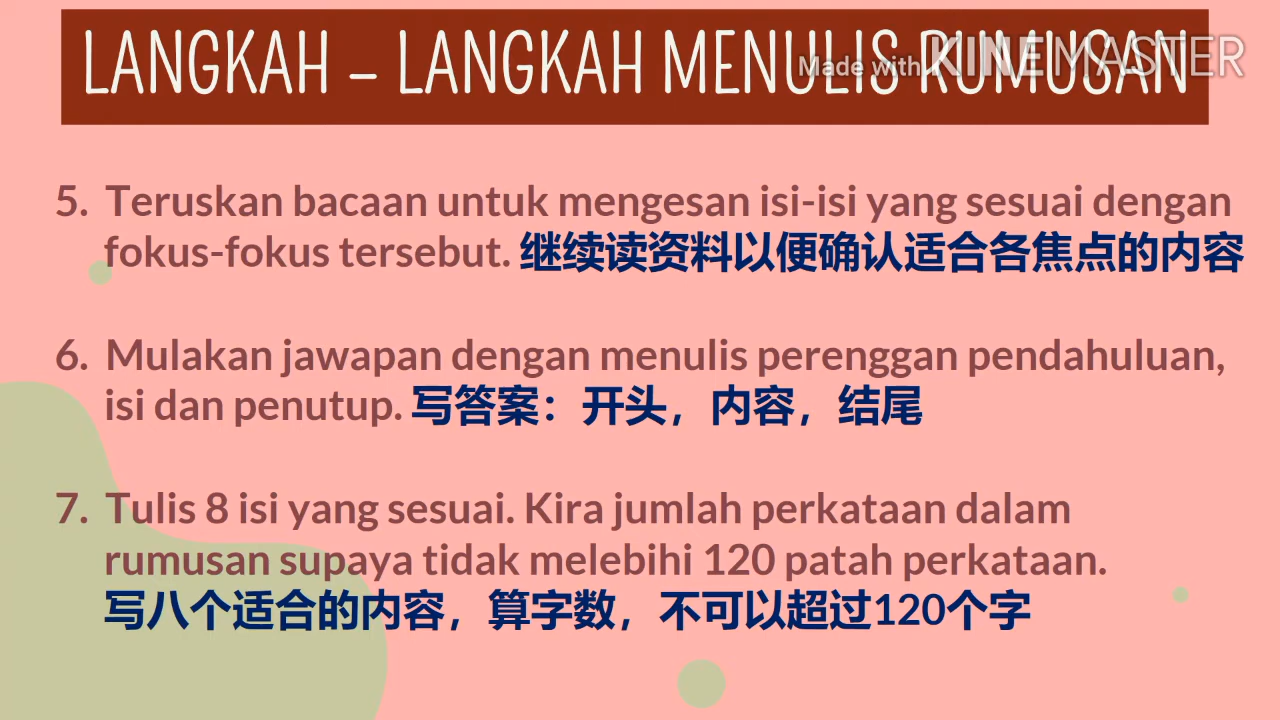 LANGKAH – LANGKAH MENULIS RUMUSAN
Made with KINEMASTER
5. Teruskan bacaan untuk mengesan isi-isi yang sesuai dengan
fokus-fokus tersebut. 继续读资料以便确认适合各焦点的内容
6. Mulakan jawapan dengan menulis perenggan pendahuluan,
isi dan penutup. 写答案：开头，内容，结尾
7. Tulis 8 isi yang sesuai. Kira jumlah perkataan dalam
rumusan supaya tidak melebihi 120 patah perkataan.
写八个适合的内容，算字数，不可以超过120个字